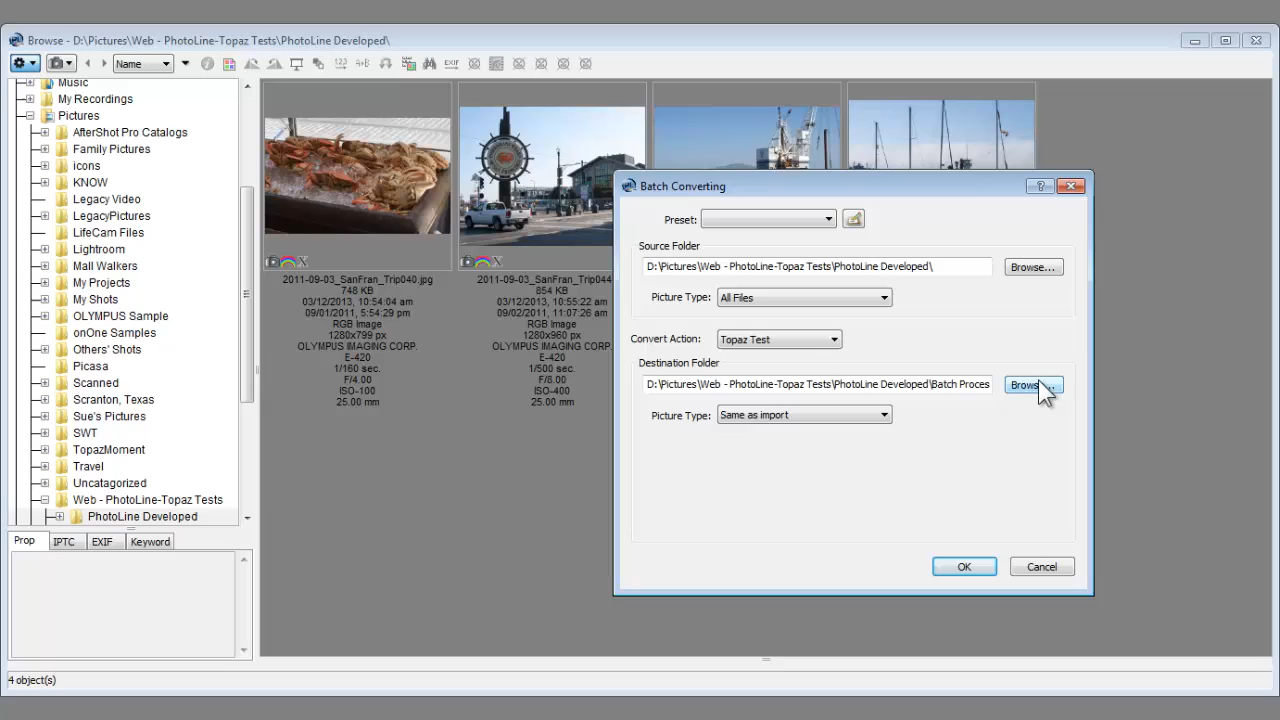 Browse - D:\Pictures\Web - PhotoLine-Topaz Tests\PhotoLine Developed\
Name
EXIF
Music
My Recordings
Pictures
AfterShot Pro Catalogs
Family Pictures
icons
KNOW
Legacy Video
LegacyPictures
LifeCam Files
Lightroom
Mall Walkers
My Projects
My Shots
OLYMPUS Sample
onOne Samples
Others' Shots
Picasa
Scanned
Scranton, Texas
Sue's Pictures
SWT
TopazMoment
Travel
Uncatagorized
Web - PhotoLine-Topaz Tests
PhotoLine Developed
Prop IPTC EXIF Keyword
4 object(s)
2011-09-03_SanFran_Trip040.jpg
748 KB
03/12/2013, 10:54:04 am
09/01/2011, 5:54:29 pm
RGB Image
1280x799 px
OLYMPUS IMAGING CORP.
E-420
1/160 sec.
F/4.00
ISO-100
25.00 mm
2011-09-03_SanFran_Trip044
854 KB
03/12/2013, 10:55:22 am
09/02/2011, 11:07:26 am
RGB Image
1280x960 px
OLYMPUS IMAGING CORP.
E-420
1/500 sec.
F/8.00
ISO-400
25.00 mm
Batch Converting
Preset:
Source Folder
D:\Pictures\Web - PhotoLine-Topaz Tests\PhotoLine Developed\
Browse...
Picture Type: All Files
Convert Action: Topaz Test
Destination Folder
D:\Pictures\Web - PhotoLine-Topaz Tests\PhotoLine Developed\Batch Proces
Picture Type: Same as import
OK Cancel